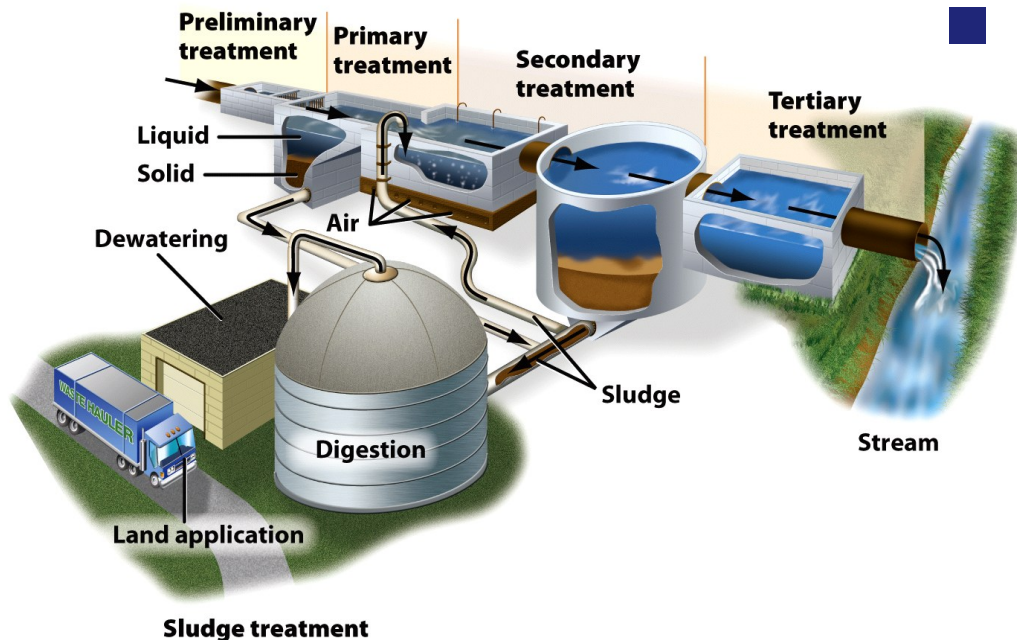 Preliminary
treatment
Primary
treatment
Secondary
treatment
Tertiary
treatment
Liquid
Solid
Air
Dewatering
Sludge
Digestion
Stream
WASTE HAULER
Land application
Sludge treatment